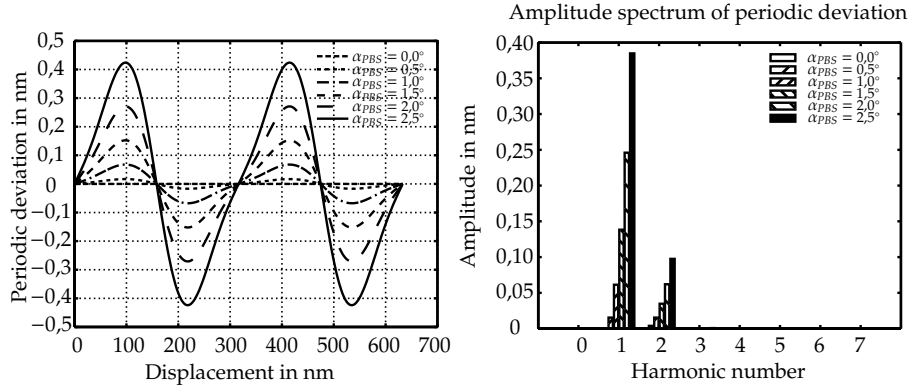 Periodic deviation in nm
0,5
0,4
0,3
0,2
0,1
0
−0,1
−0,2
−0,3
−0,4
−0,5
0 100 200 300 400 500 600 700
Displacement in nm
αPBS = 0,0°
αPBS = 0,5°
αPBS = 1,0°
αPBS = 1,5°
αPBS = 2,0°
αPBS = 2,5°
Amplitude spectrum of periodic deviation
Amplitude in nm
0,40
0,35
0,30
0,25
0,20
0,15
0,10
0,05
0
0 1 2 3 4 5 6 7
Harmonic number
αPBS = 0,0°
αPBS = 0,5°
αPBS = 1,0°
αPBS = 1,5°
αPBS = 2,0°
αPBS = 2,5°